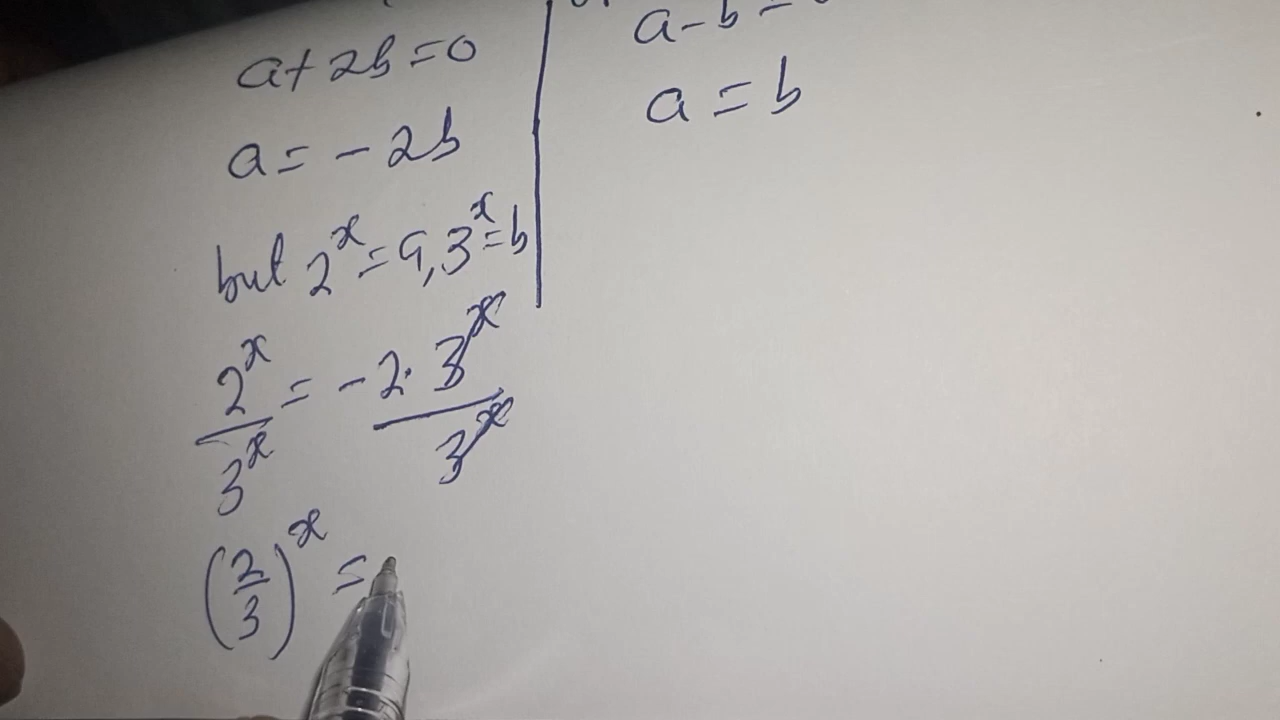 a+2b=0
a=-2b
but 2^x=a, 3^x=b
2^x/3^x = -2·3^x/3^x
(2/3)^x =
a-b=
a=b